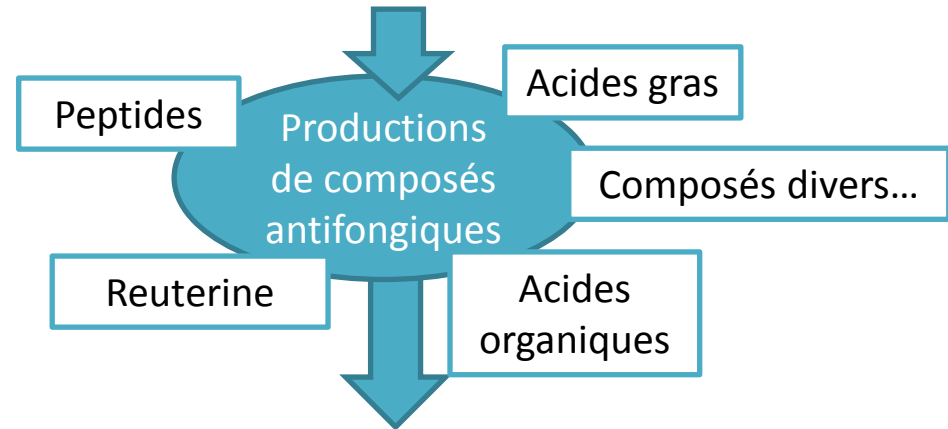 Acides gras
Peptides
Productions
de composés
antifongiques
Composés divers…
Reuterine
Acides
organiques